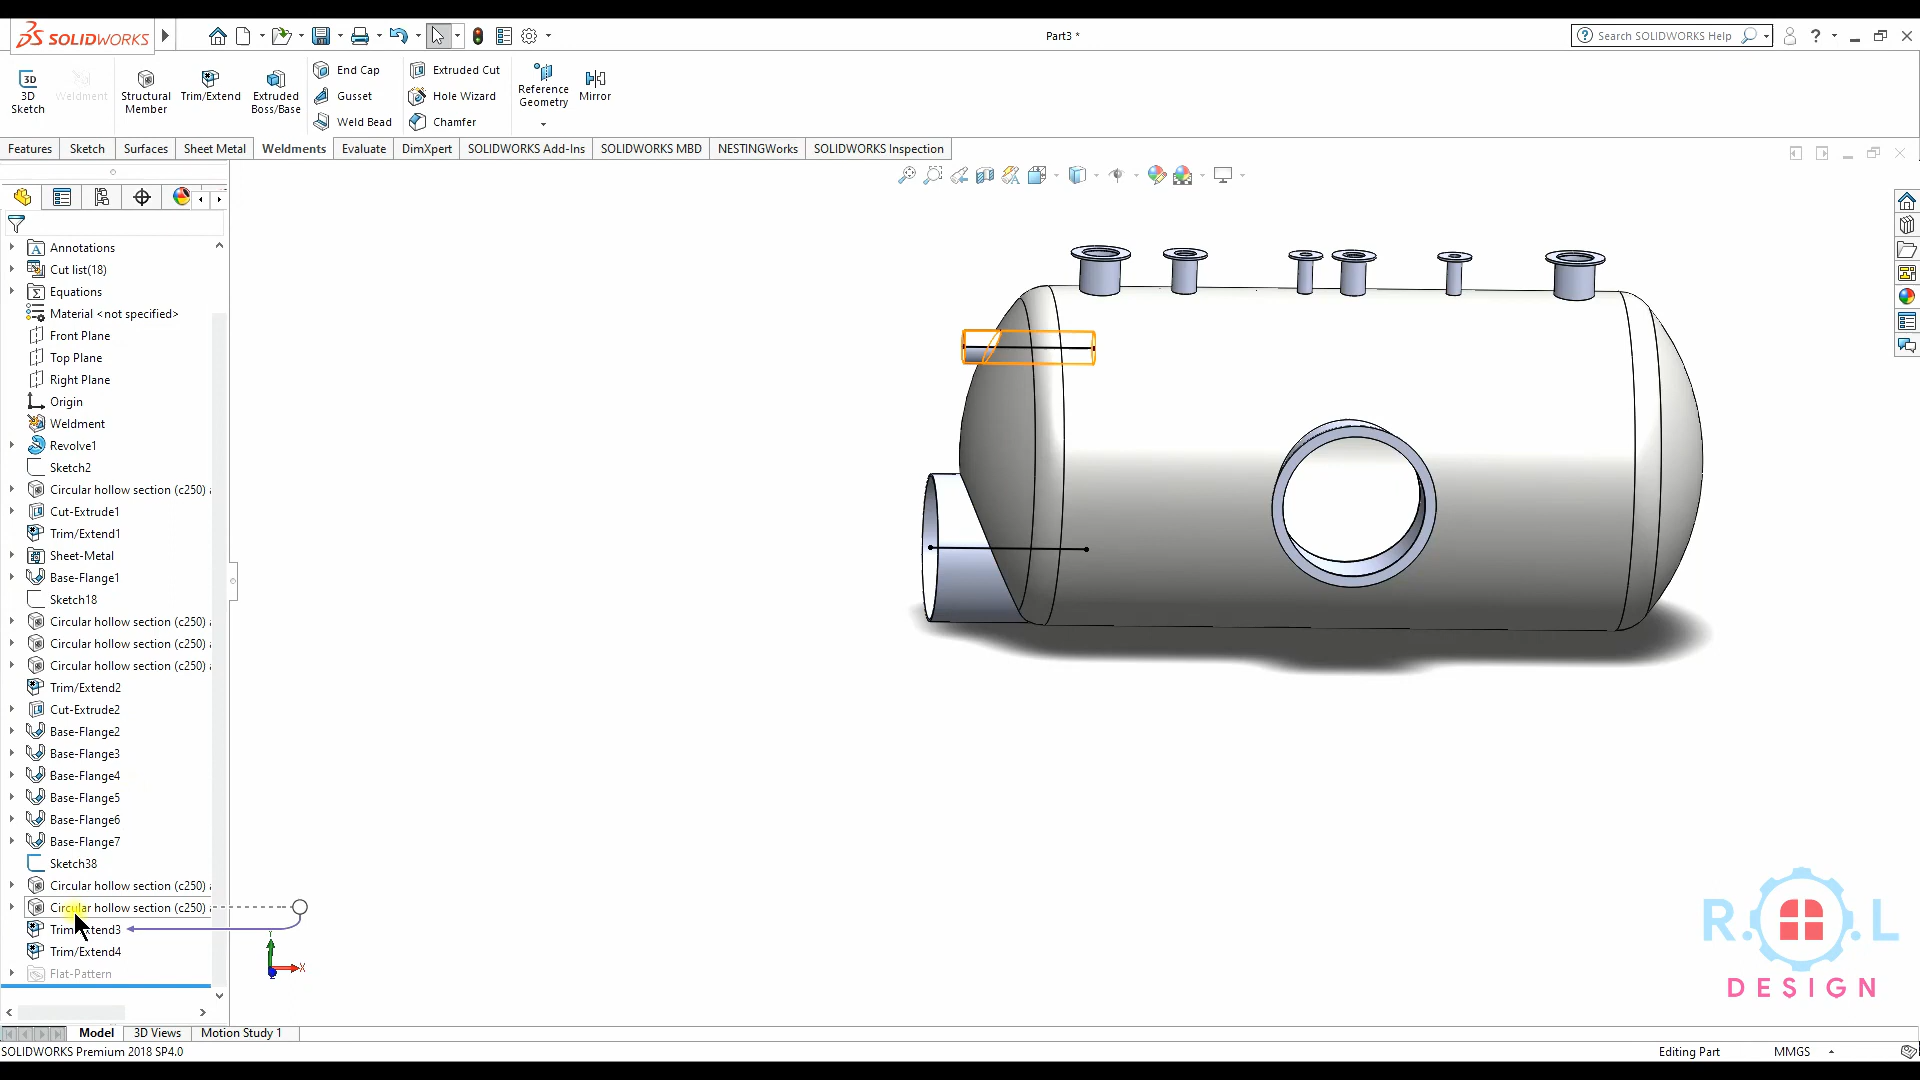 SOLIDWORKS
Part3 *
Search SOLIDWORKS Help
3D Sketch
Weldment
Structural Member
Trim/Extend
Extruded Boss/Base
End Cap
Gusset
Weld Bead
Extruded Cut
Hole Wizard
Chamfer
Reference Geometry
Mirror
Features
Sketch
Surfaces
Sheet Metal
Weldments
Evaluate
DimXpert
SOLIDWORKS Add-Ins
SOLIDWORKS MBD
NESTINGWorks
SOLIDWORKS Inspection
Annotations
Cut list(18)
Equations
Material <not specified>
Front Plane
Top Plane
Right Plane
Origin
Weldment
Revolve1
Sketch2
Circular hollow section (c250)
Cut-Extrude1
Trim/Extend1
Sheet-Metal
Base-Flange1
Sketch18
Circular hollow section (c250)
Circular hollow section (c250)
Circular hollow section (c250)
Trim/Extend2
Cut-Extrude2
Base-Flange2
Base-Flange3
Base-Flange4
Base-Flange5
Base-Flange6
Base-Flange7
Sketch38
Circular hollow section (c250)
Circular hollow section (c250)
Trim/Extend3
Trim/Extend4
Flat-Pattern
Y
X
R.
.L
DESIGN
Model
3D Views
Motion Study 1
SOLIDWORKS Premium 2018 SP4.0
Editing Part
MMGS